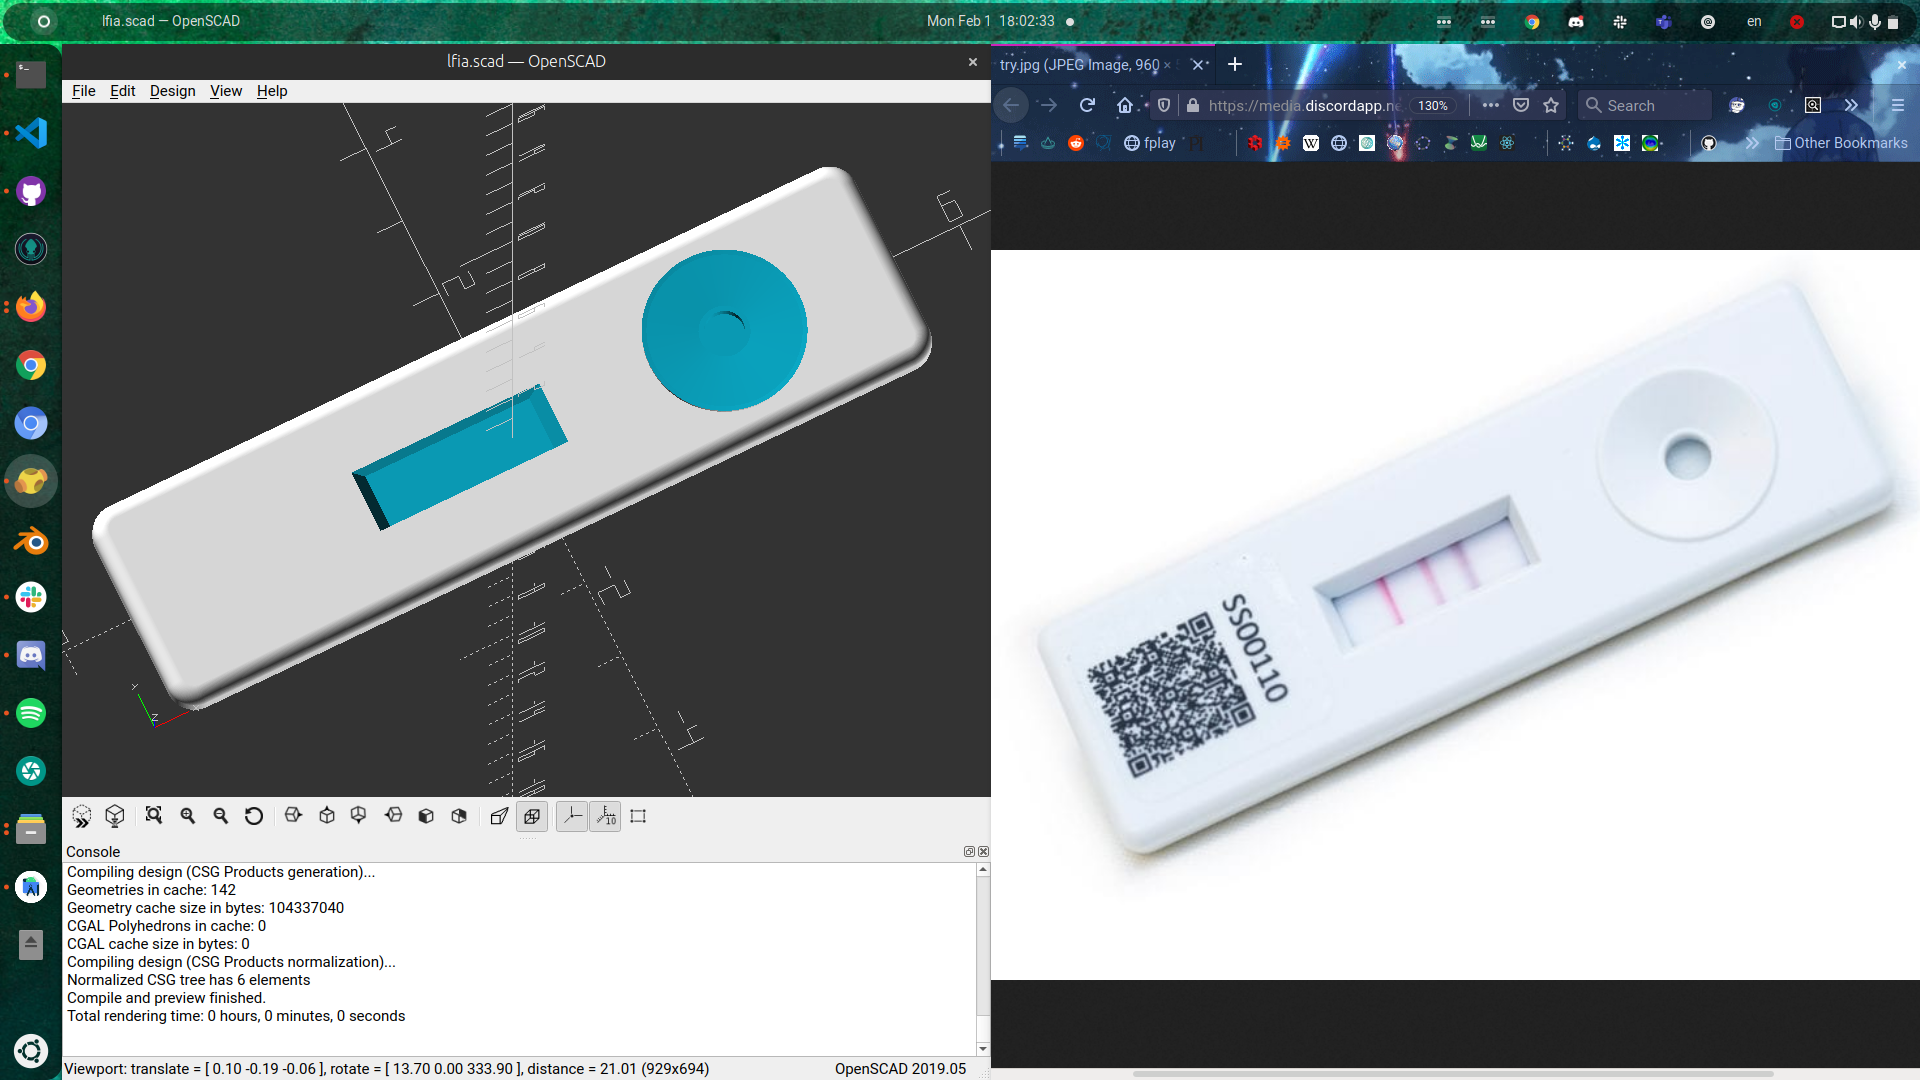 lfia.scad — OpenSCAD
Mon Feb 1 18:02:33
en
lfia.scad — OpenSCAD
File Edit Design View Help
Console
Compiling design (CSG Products generation)...
Geometries in cache: 142
Geometry cache size in bytes: 104337040
CGAL Polyhedrons in cache: 0
CGAL cache size in bytes: 0
Compiling design (CSG Products normalization)...
Normalized CSG tree has 6 elements
Compile and preview finished.
Total rendering time: 0 hours, 0 minutes, 0 seconds
Viewport: translate = [ 0.10 -0.19 -0.06 ], rotate = [ 13.70 0.00 333.90 ], distance = 21.01 (929x694)
OpenSCAD 2019.05
try.jpg (JPEG Image, 960
https://media.discordapp.ne
130%
Search
fplay
Other Bookmarks
SS00110